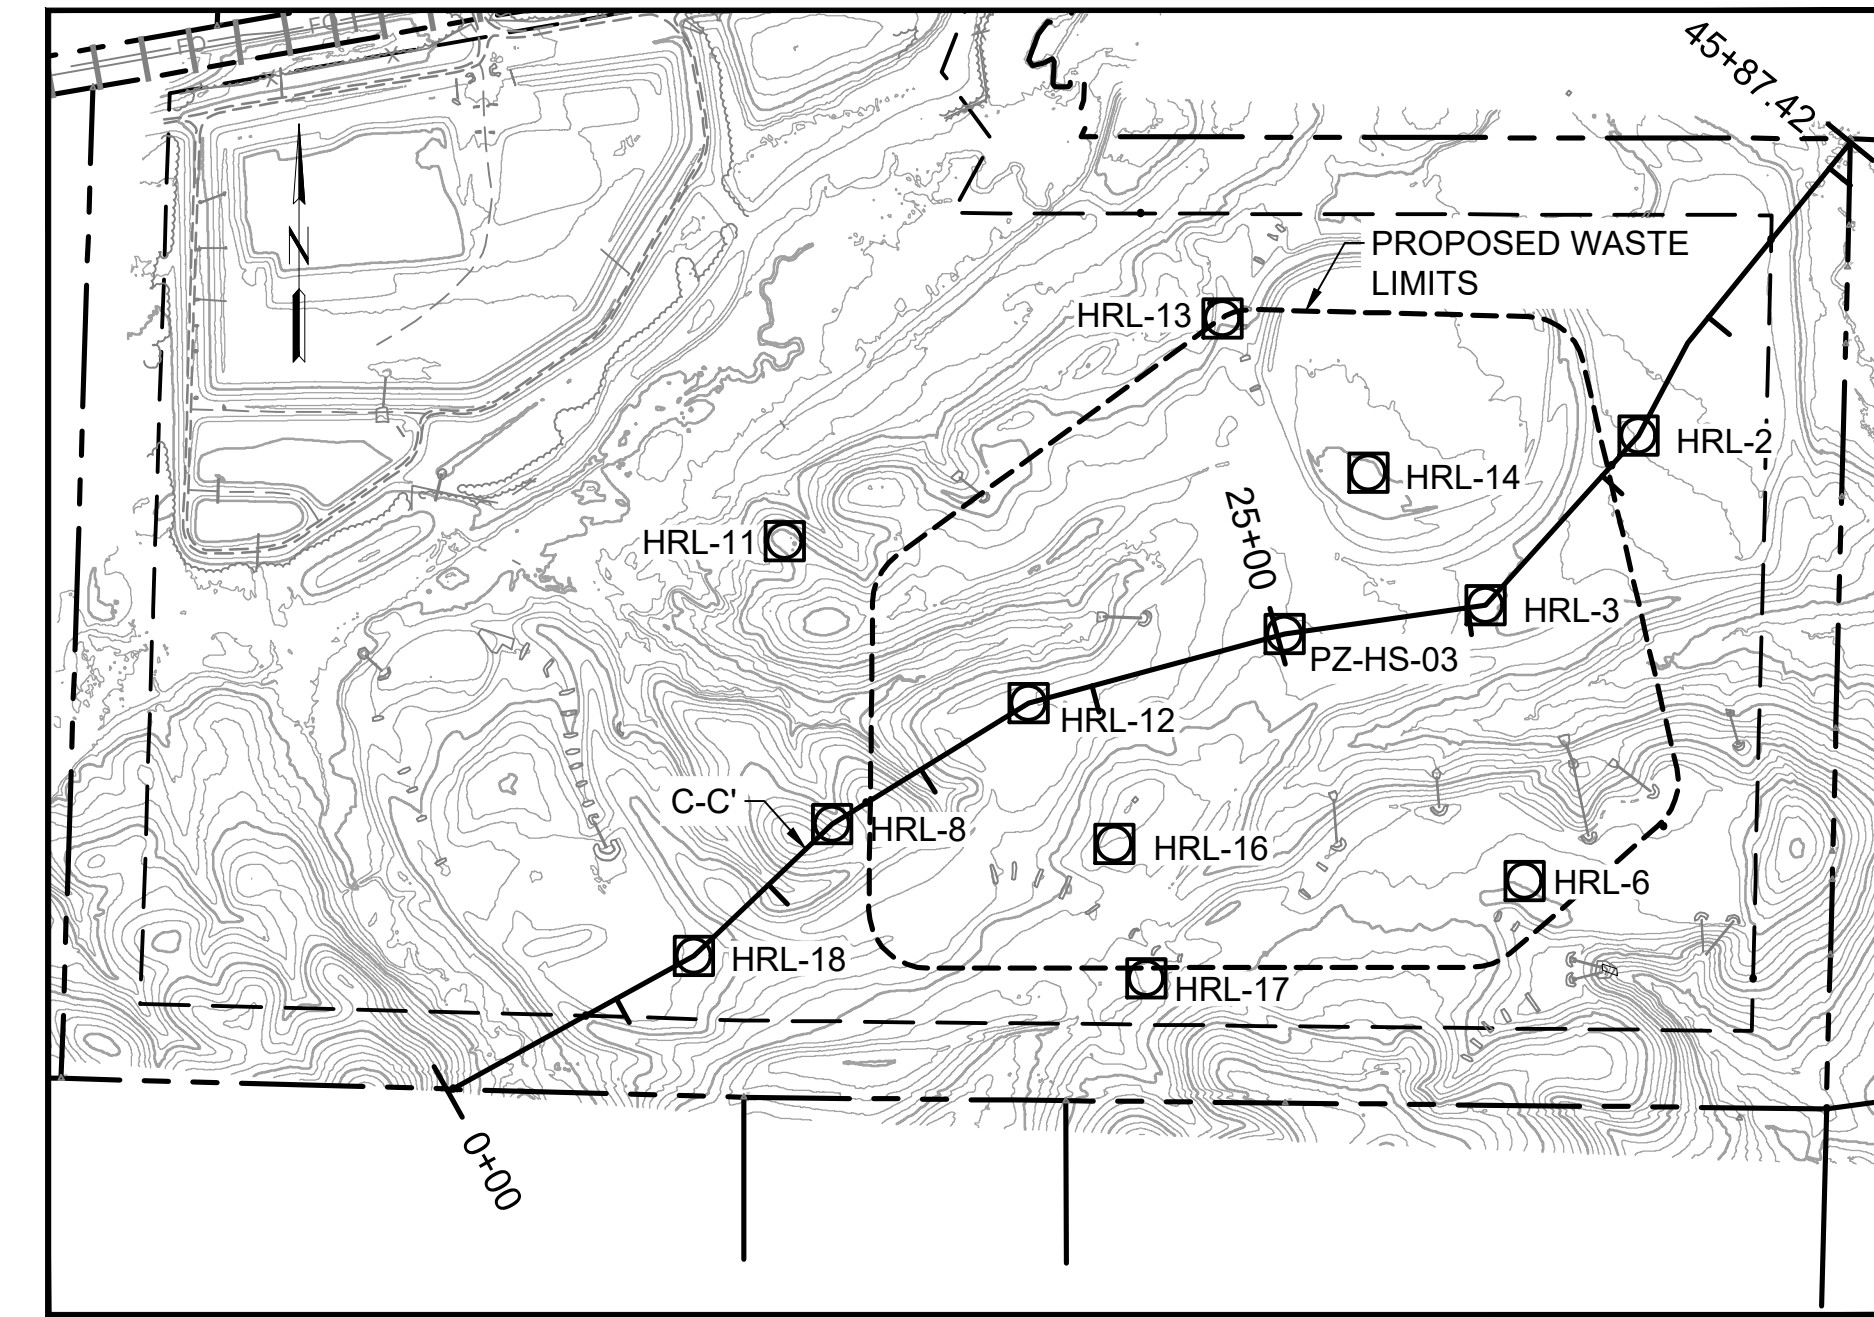 45+87.42
N
PROPOSED WASTE
LIMITS
HRL-13
HRL-2
HRL-14
25+00
HRL-11
HRL-3
PZ-HS-03
HRL-12
C-C'
HRL-8
HRL-16
HRL-6
HRL-18
HRL-17
0+00